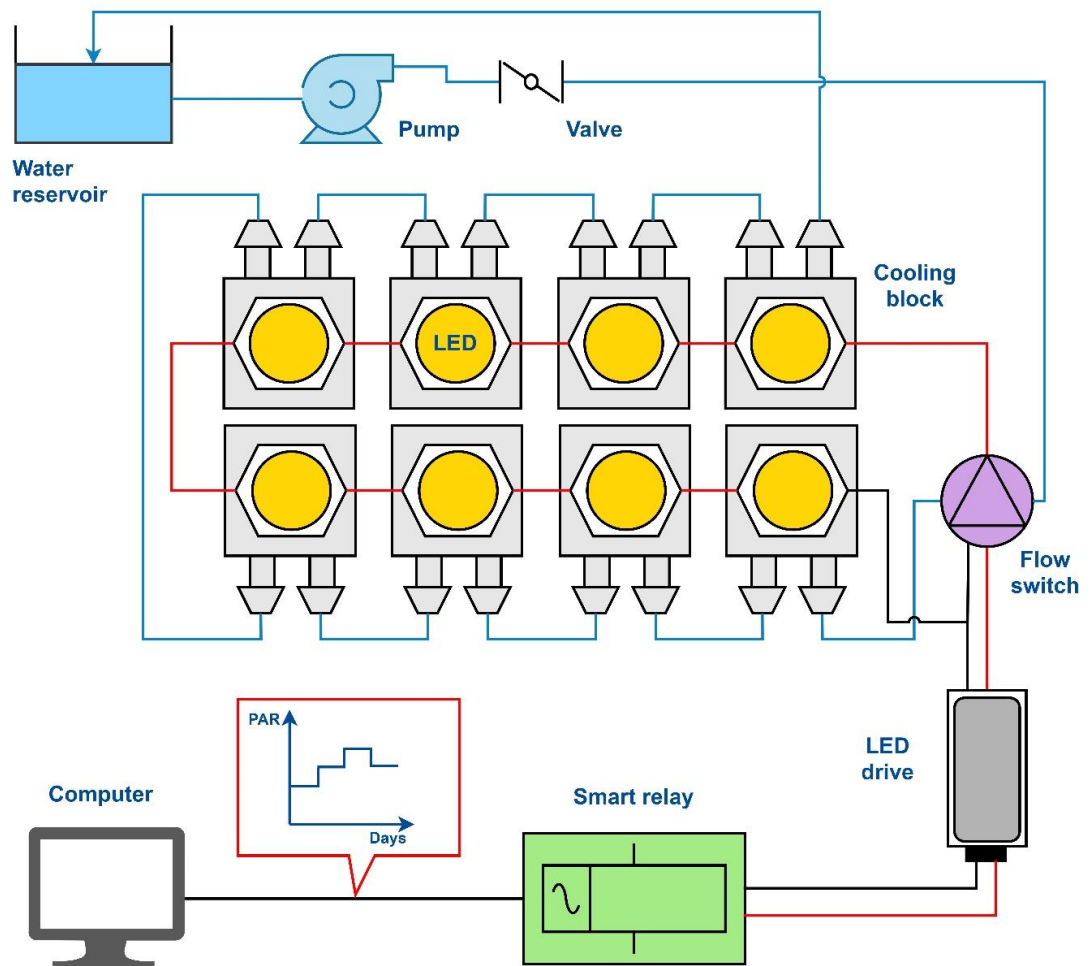 Pump
Valve
Water
reservoir
Cooling
block
LED
Flow
switch
PAR
LED
drive
Computer
Smart relay
Days